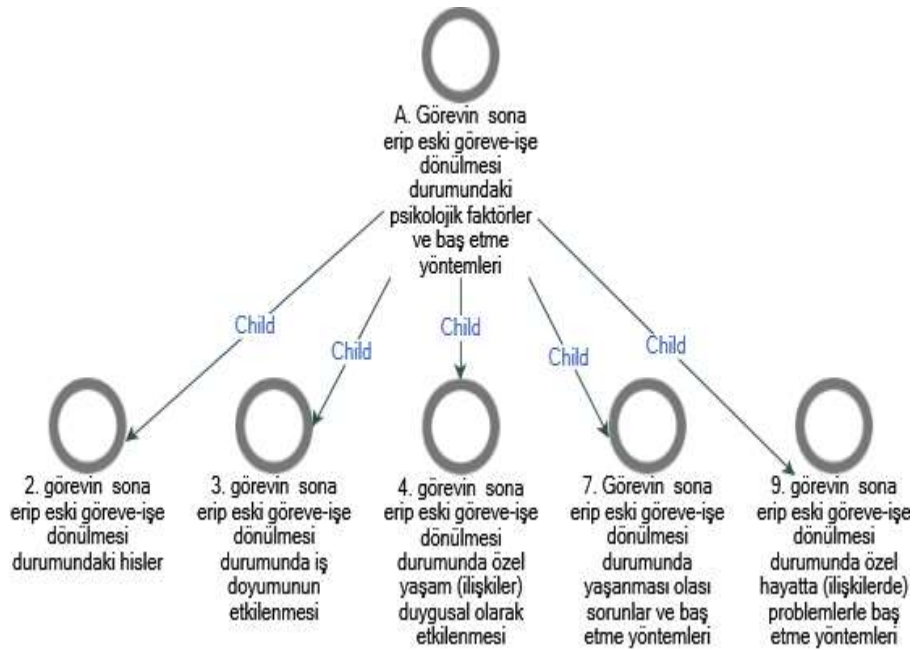 A. Görevin sona
erip eski göreve-işe
dönülmesi
durumundaki
psikolojik faktörler
ve baş etme
yöntemleri
Child
Child
Child
Child
Child
2. görevin sona
erip eski göreve-işe
dönülmesi
durumundaki hisler
3. görevin sona
erip eski göreve-işe
dönülmesi
durumunda iş
doyumunun
etkilenmesi
4. görevin sona
erip eski göreve-işe
dönülmesi
durumunda özel
yaşam (ilişkiler)
duygusal olarak
etkilenmesi
7. Görevin sona
erip eski göreve-işe
dönülmesi
durumunda
yaşanması olası
sorunlar ve baş
etme yöntemleri
9. görevin sona
erip eski göreve-işe
dönülmesi
durumunda özel
hayatta (ilişkilerde)
problemlerle baş
etme yöntemleri